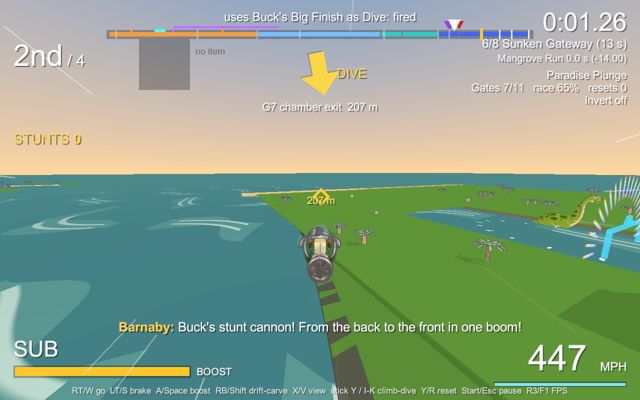 uses Buck's Big Finish as Dive: fired
2nd / 4
no item
0:01.26
6/8 Sunken Gateway (13 s)
Mangrove Run 0.0 s (-14.00)
Paradise Plunge
Gates 7/11 race 65% resets 0
Invert off
DIVE
G7 chamber exit 207 m
STUNTS 0
207 m
Barnaby: Buck's stunt cannon! From the back to the front in one boom!
SUB
BOOST
447 MPH
RT/W go LT/S brake A/Space boost RB/Shift drift-carve X/V view stick Y / I-K climb-dive Y/R reset Start/Esc pause R3/F1 FPS